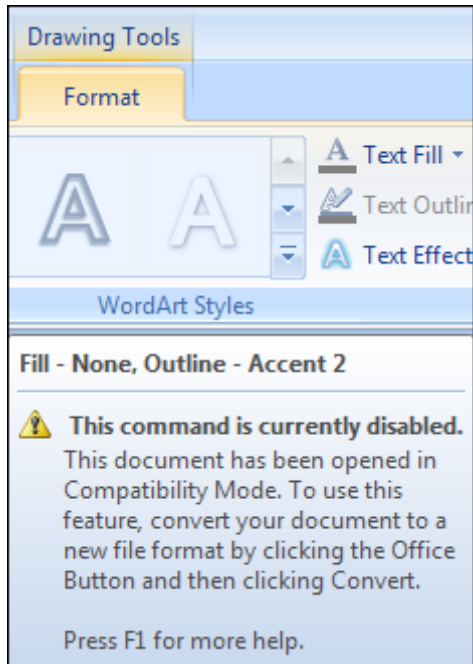 Drawing Tools
Format
A A
A Text Fill
Text Outlin
A Text Effect
WordArt Styles
Fill - None, Outline - Accent 2
This command is currently disabled.
This document has been opened in
Compatibility Mode. To use this
feature, convert your document to a
new file format by clicking the Office
Button and then clicking Convert.
Press F1 for more help.